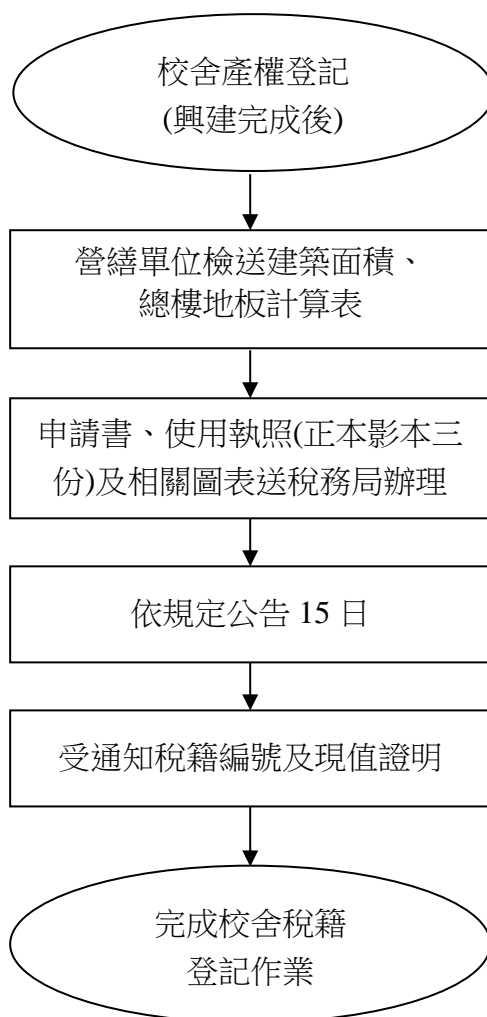 校舍產權登記
(興建完成後)
營繕單位檢送建築面積、
總樓地板計算表
申請書、使用執照(正本影本三
份)及相關圖表送稅務局辦理
依規定公告 15 日
受通知稅籍編號及現值證明
完成校舍稅籍
登記作業